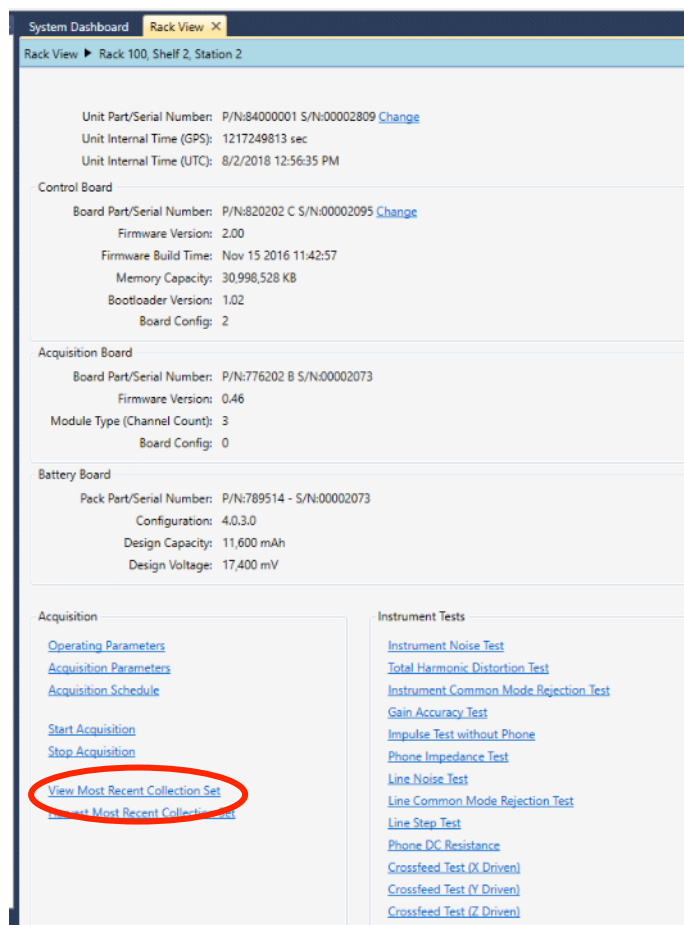 System Dashboard Rack View ✕
Rack View ▶ Rack 100, Shelf 2, Station 2
Unit Part/Serial Number: P/N:84000001 S/N:00002809 Change
Unit Internal Time (GPS): 1217249813 sec
Unit Internal Time (UTC): 8/2/2018 12:56:35 PM
Control Board
Board Part/Serial Number: P/N:820202 C S/N:00002095 Change
Firmware Version: 2.00
Firmware Build Time: Nov 15 2016 11:42:57
Memory Capacity: 30,998,528 KB
Bootloader Version: 1.02
Board Config: 2
Acquisition Board
Board Part/Serial Number: P/N:776202 B S/N:00002073
Firmware Version: 0.46
Module Type (Channel Count): 3
Board Config: 0
Battery Board
Pack Part/Serial Number: P/N:789514 - S/N:00002073
Configuration: 4.0.3.0
Design Capacity: 11,600 mAh
Design Voltage: 17,400 mV
Acquisition
Operating Parameters
Acquisition Parameters
Acquisition Schedule
Start Acquisition
Stop Acquisition
View Most Recent Collection Set
Harvest Most Recent Collection Set
Instrument Tests
Instrument Noise Test
Total Harmonic Distortion Test
Instrument Common Mode Rejection Test
Gain Accuracy Test
Impulse Test without Phone
Phone Impedance Test
Line Noise Test
Line Common Mode Rejection Test
Line Step Test
Phone DC Resistance
Crossfeed Test (X Driven)
Crossfeed Test (Y Driven)
Crossfeed Test (Z Driven)